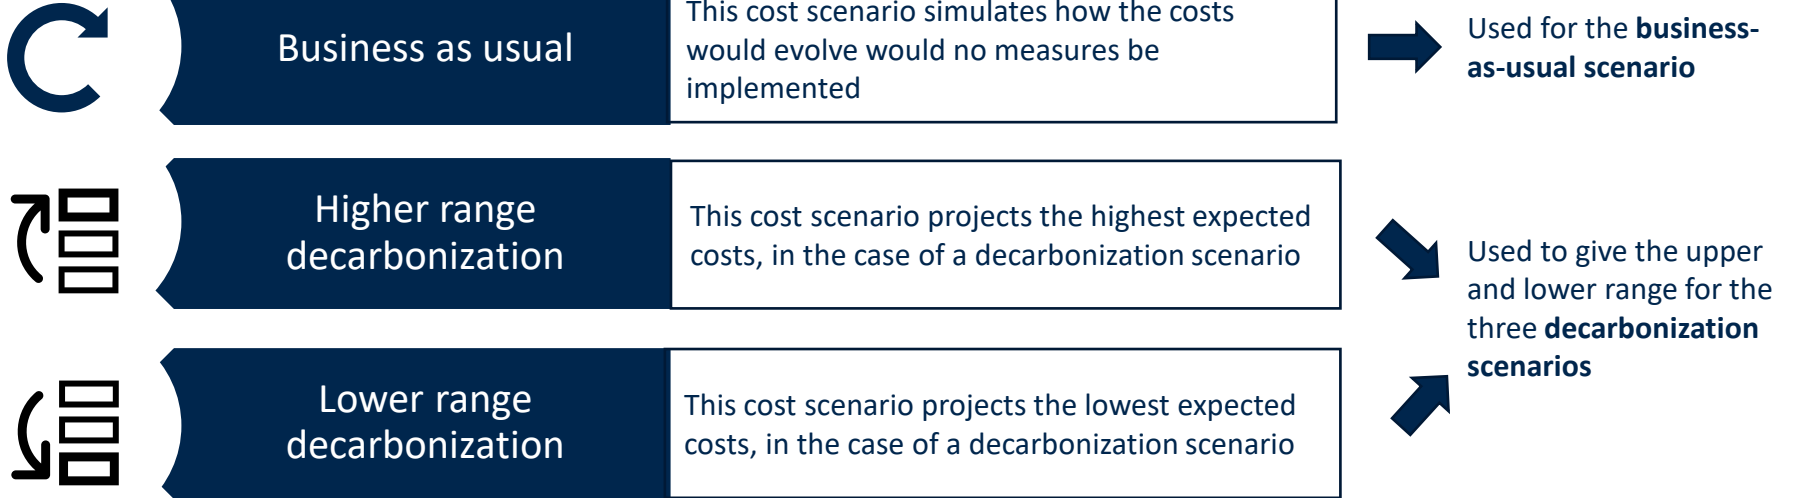 Business as usual
This cost scenario simulates how the costs
would evolve would no measures be
implemented
Used for the business-
as-usual scenario
Higher range
decarbonization
This cost scenario projects the highest expected
costs, in the case of a decarbonization scenario
Used to give the upper
and lower range for the
three decarbonization
scenarios
Lower range
decarbonization
This cost scenario projects the lowest expected
costs, in the case of a decarbonization scenario